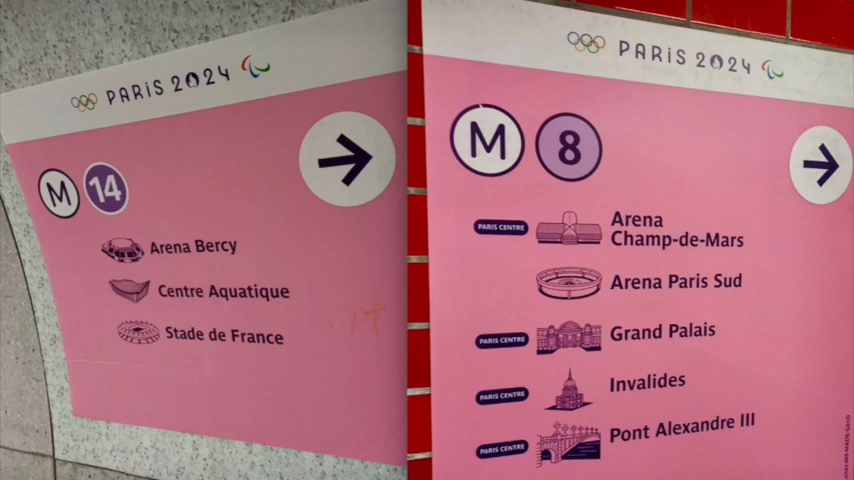 PARIS 2024
M 14
Arena Bercy
Centre Aquatique
Stade de France
PARIS 2024
M 8
PARIS CENTRE
Arena
Champ-de-Mars
Arena Paris Sud
PARIS CENTRE
Grand Palais
PARIS CENTRE
Invalides
PARIS CENTRE
Pont Alexandre III